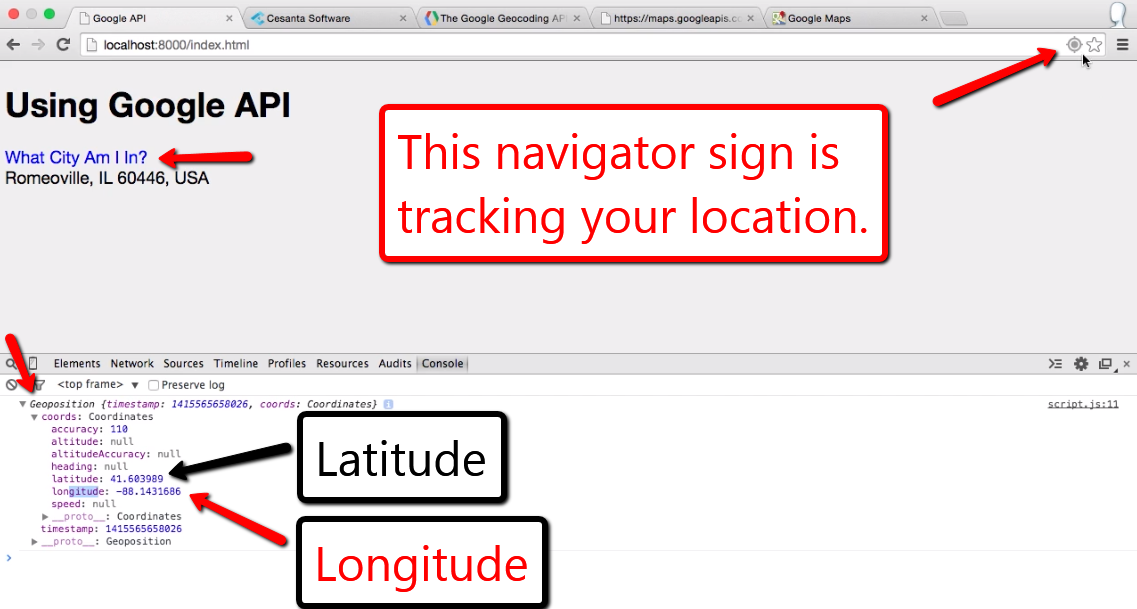 Google API
Cesanta Software
The Google Geocoding AP
https://maps.googleapis.co
Google Maps
localhost:8000/index.html
Using Google API
What City Am I In?
Romeoville, IL 60446, USA
This navigator sign is
tracking your location.
Elements Network Sources Timeline Profiles Resources Audits Console
<top frame> Preserve log
Geoposition {timestamp: 1415565658026, coords: Coordinates} script.js:11
coords: Coordinates
accuracy: 110
altitude: null
altitudeAccuracy: null
heading: null
latitude: 41.603989
longitude: -88.1431686
speed: null
__proto__: Coordinates
timestamp: 1415565658026
__proto__: Geoposition
Latitude
Longitude